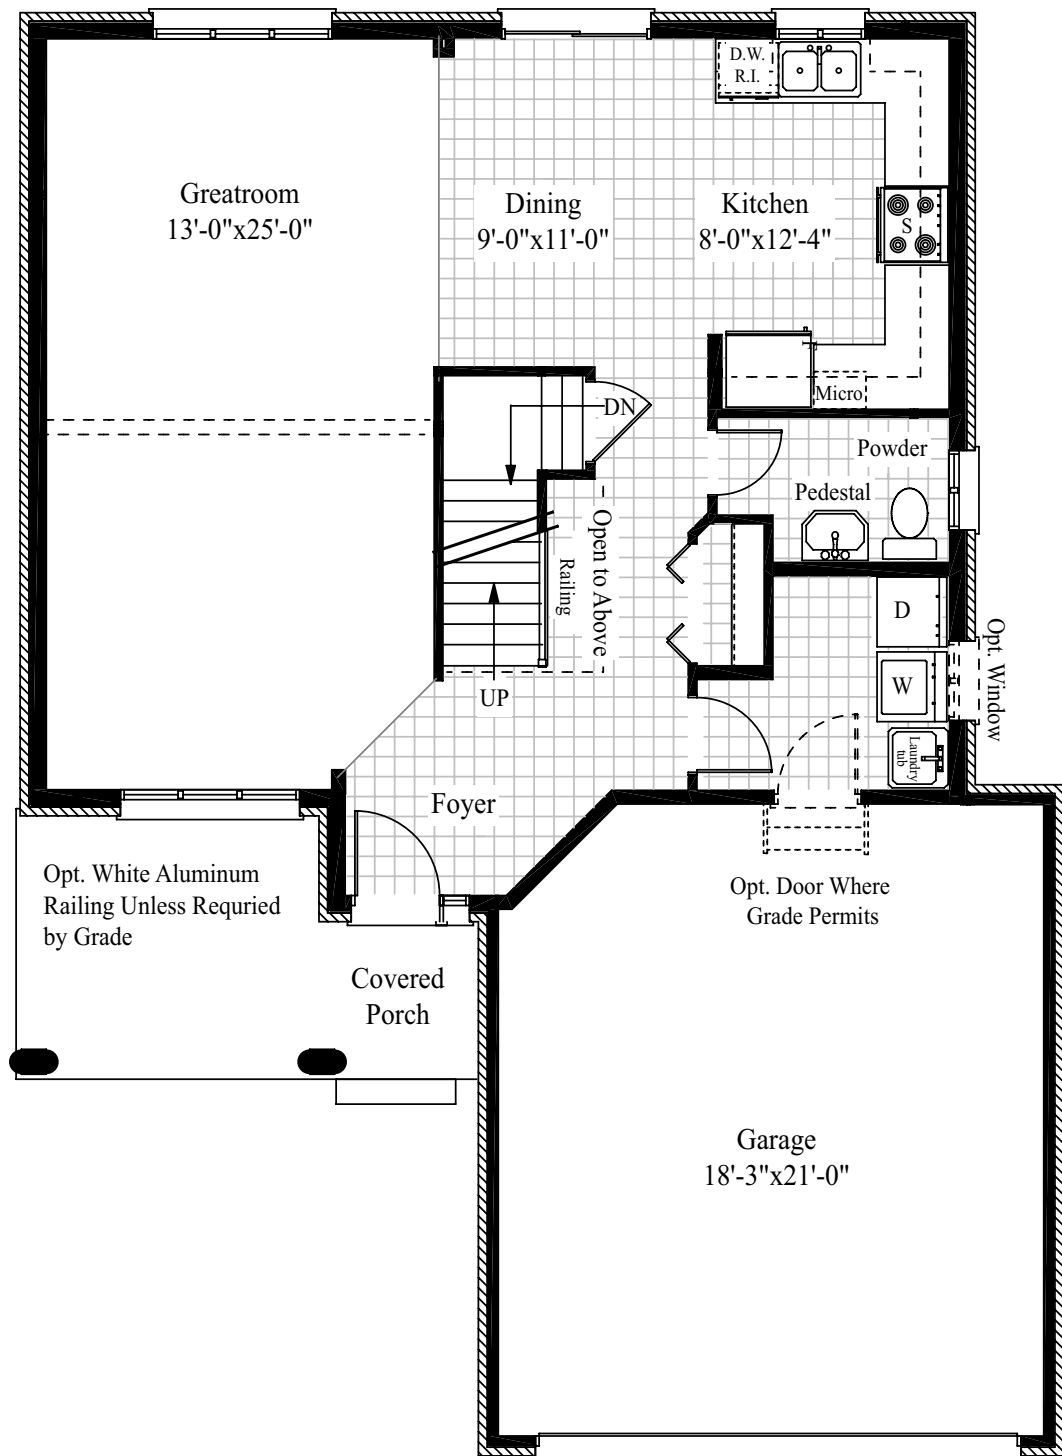 D.W.
R.I.
Greatroom
13'-0"x25'-0"
Dining
9'-0"x11'-0"
Kitchen
8'-0"x12'-4"
S
Micro
DN
Powder
Pedestal
Open to Above
Railing
UP
D
W
Opt. Window
Laundry
tub
Foyer
Opt. White Aluminum
Railing Unless Requried
by Grade
Opt. Door Where
Grade Permits
Covered
Porch
Garage
18'-3"x21'-0"